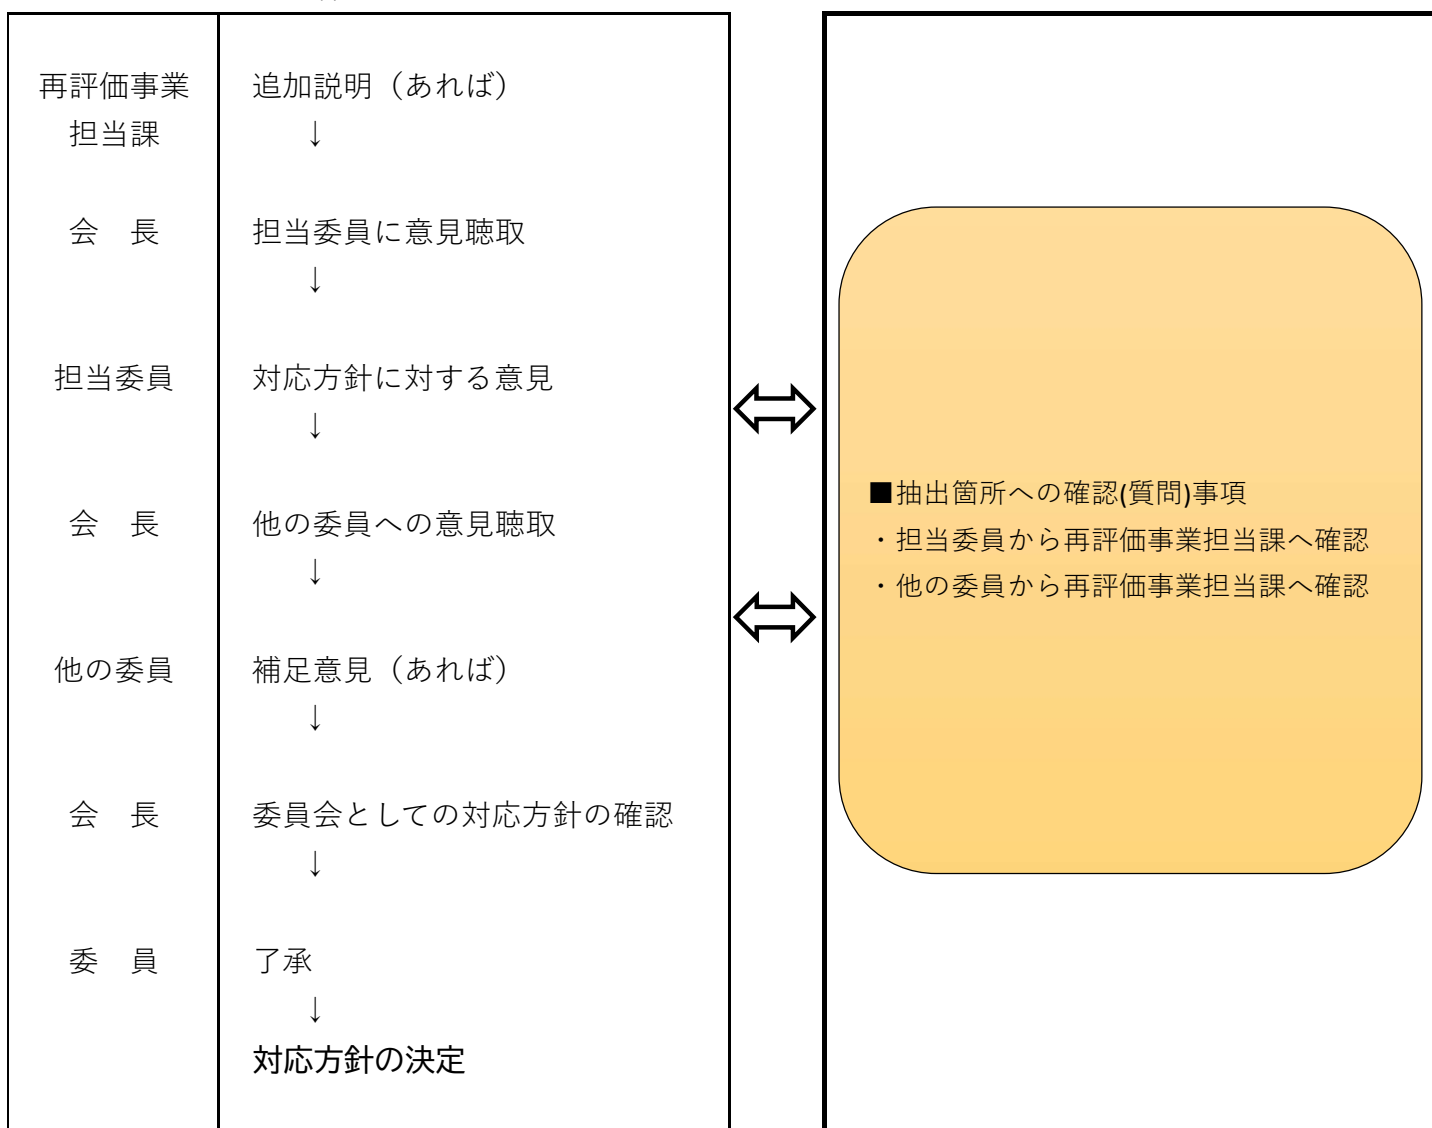 再評価事業 追加説明（あれば）
担当課 ↓
会　長 担当委員に意見聴取
↓
担当委員 対応方針に対する意見
↓
会　長 他の委員への意見聴取
↓
他の委員 補足意見（あれば）
↓
会　長 委員会としての対応方針の確認
↓
委　員 了承
↓
対応方針の決定
■抽出箇所への確認(質問)事項
・担当委員から再評価事業担当課へ確認
・他の委員から再評価事業担当課へ確認